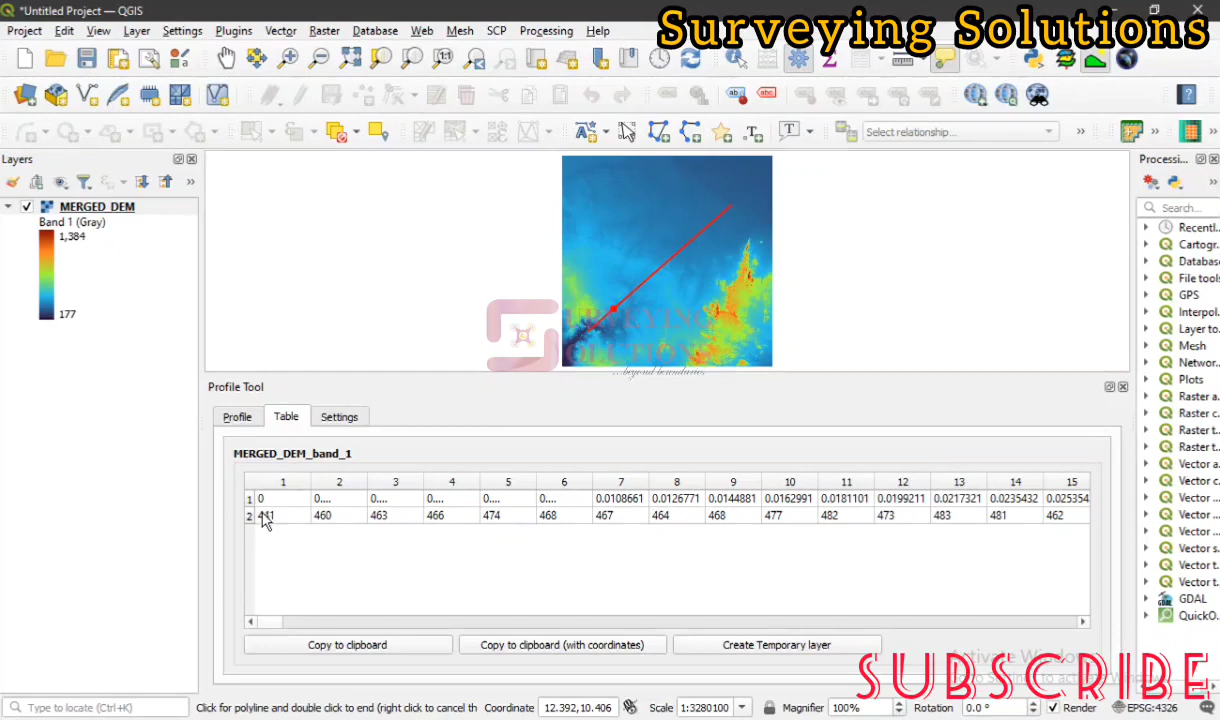 *Untitled Project — QGIS
Surveying Solutions
Project Edit View Layer Settings Plugins Vector Raster Database Web Mesh SCP Processing Help
Select relationship...
Layers
Processi...
MERGED_DEM
Band 1 (Gray)
1,384
177
Search...
Recentl...
Cartogr...
Database...
File tools
GPS
Interpol...
Layer to...
Mesh
Networ...
Plots
Raster a...
Raster c...
Raster t...
Raster t...
Vector a...
Vector c...
Vector ...
Vector ...
Vector ...
Vector s...
Vector t...
Vector t...
GDAL
QuickO...
...beyond boundaries
Profile Tool
Profile Table Settings
MERGED_DEM_band_1
1 2 3 4 5 6 7 8 9 10 11 12 13 14 15
1 0 0.... 0.... 0.... 0.... 0.... 0.0108661 0.0126771 0.0144881 0.0162991 0.0181101 0.0199211 0.0217321 0.0235432 0.025354
2 460 463 466 474 468 467 464 468 477 482 473 483 481 462
Copy to clipboard Copy to clipboard (with coordinates) Create Temporary layer
SUBSCRIBE
Type to locate (Ctrl+K) Click for polyline and double click to end (right click to cancel th Coordinate 12.392,10.406 Scale 1:3280100 Magnifier 100% Rotation 0.0 ° Render EPSG:4326